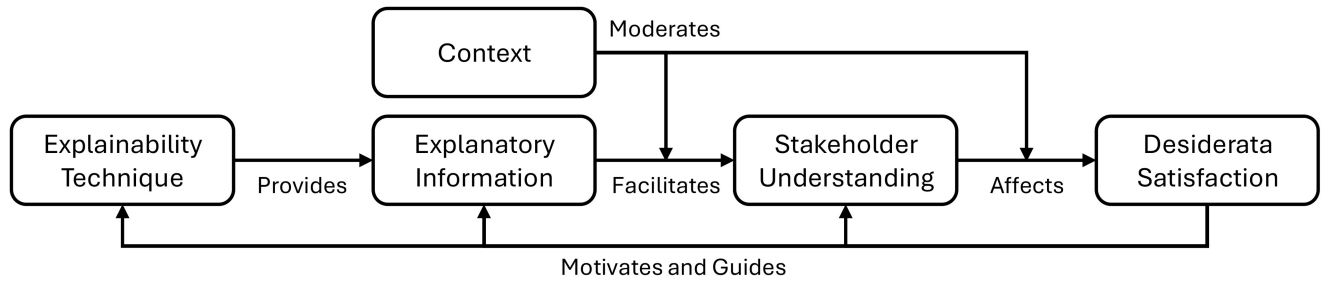 Context
Moderates
Explainability
Technique
Provides
Explanatory
Information
Facilitates
Stakeholder
Understanding
Affects
Desiderata
Satisfaction
Motivates and Guides